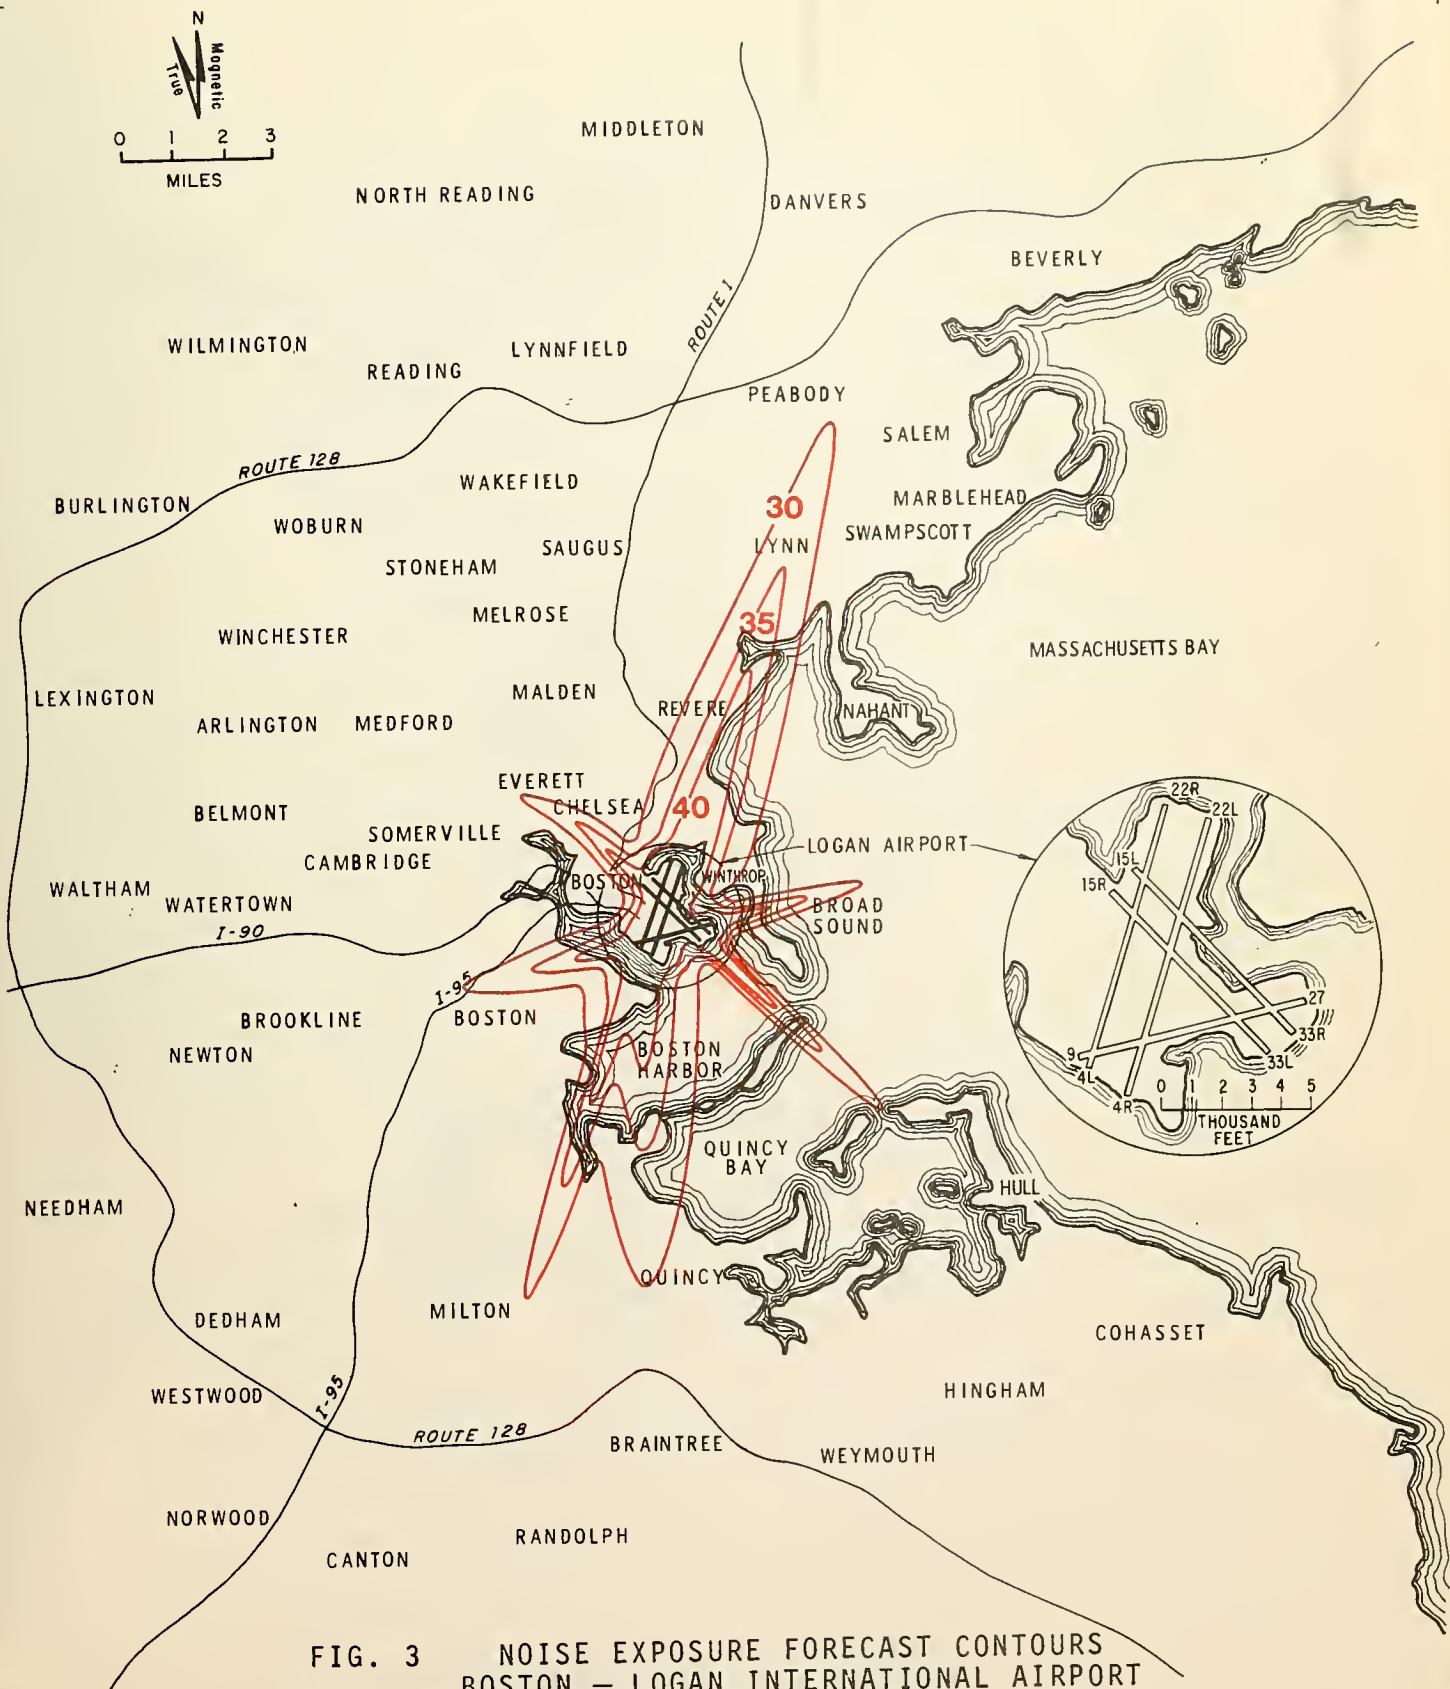 N
True
Magnetic
0 1 2 3
MILES
MIDDLETON
NORTH READING
DANVERS
BEVERLY
ROUTE 1
WILMINGTON
LYNNFIELD
READING
PEABODY
SALEM
ROUTE 128
WAKEFIELD
MARBLEHEAD
BURLINGTON
30
WOBURN
SWAMPSCOTT
SAUGUS
LYNN
STONEHAM
MELROSE
35
WINCHESTER
MASSACHUSETTS BAY
LEXINGTON
MALDEN
REVERE
NAHANT
ARLINGTON
MEDFORD
EVERETT
CHELSEA
40
BELMONT
SOMERVILLE
LOGAN AIRPORT
CAMBRIDGE
WALTHAM
BOSTON
WINTHROP
WATERTOWN
BROAD
SOUND
I-90
I-95
BROOKLINE
BOSTON
NEWTON
BOSTON
HARBOR
22R
22L
15L
15R
27
33R
33L
9
4L
4R
0 1 2 3 4 5
THOUSAND
FEET
QUINCY
BAY
HULL
NEEDHAM
QUINCY
DEDHAM
MILTON
COHASSET
WESTWOOD
I-95
HINGHAM
ROUTE 128
BRAINTREE
WEYMOUTH
NORWOOD
CANTON
RANDOLPH
FIG. 3 NOISE EXPOSURE FORECAST CONTOURS
BOSTON — LOGAN INTERNATIONAL AIRPORT